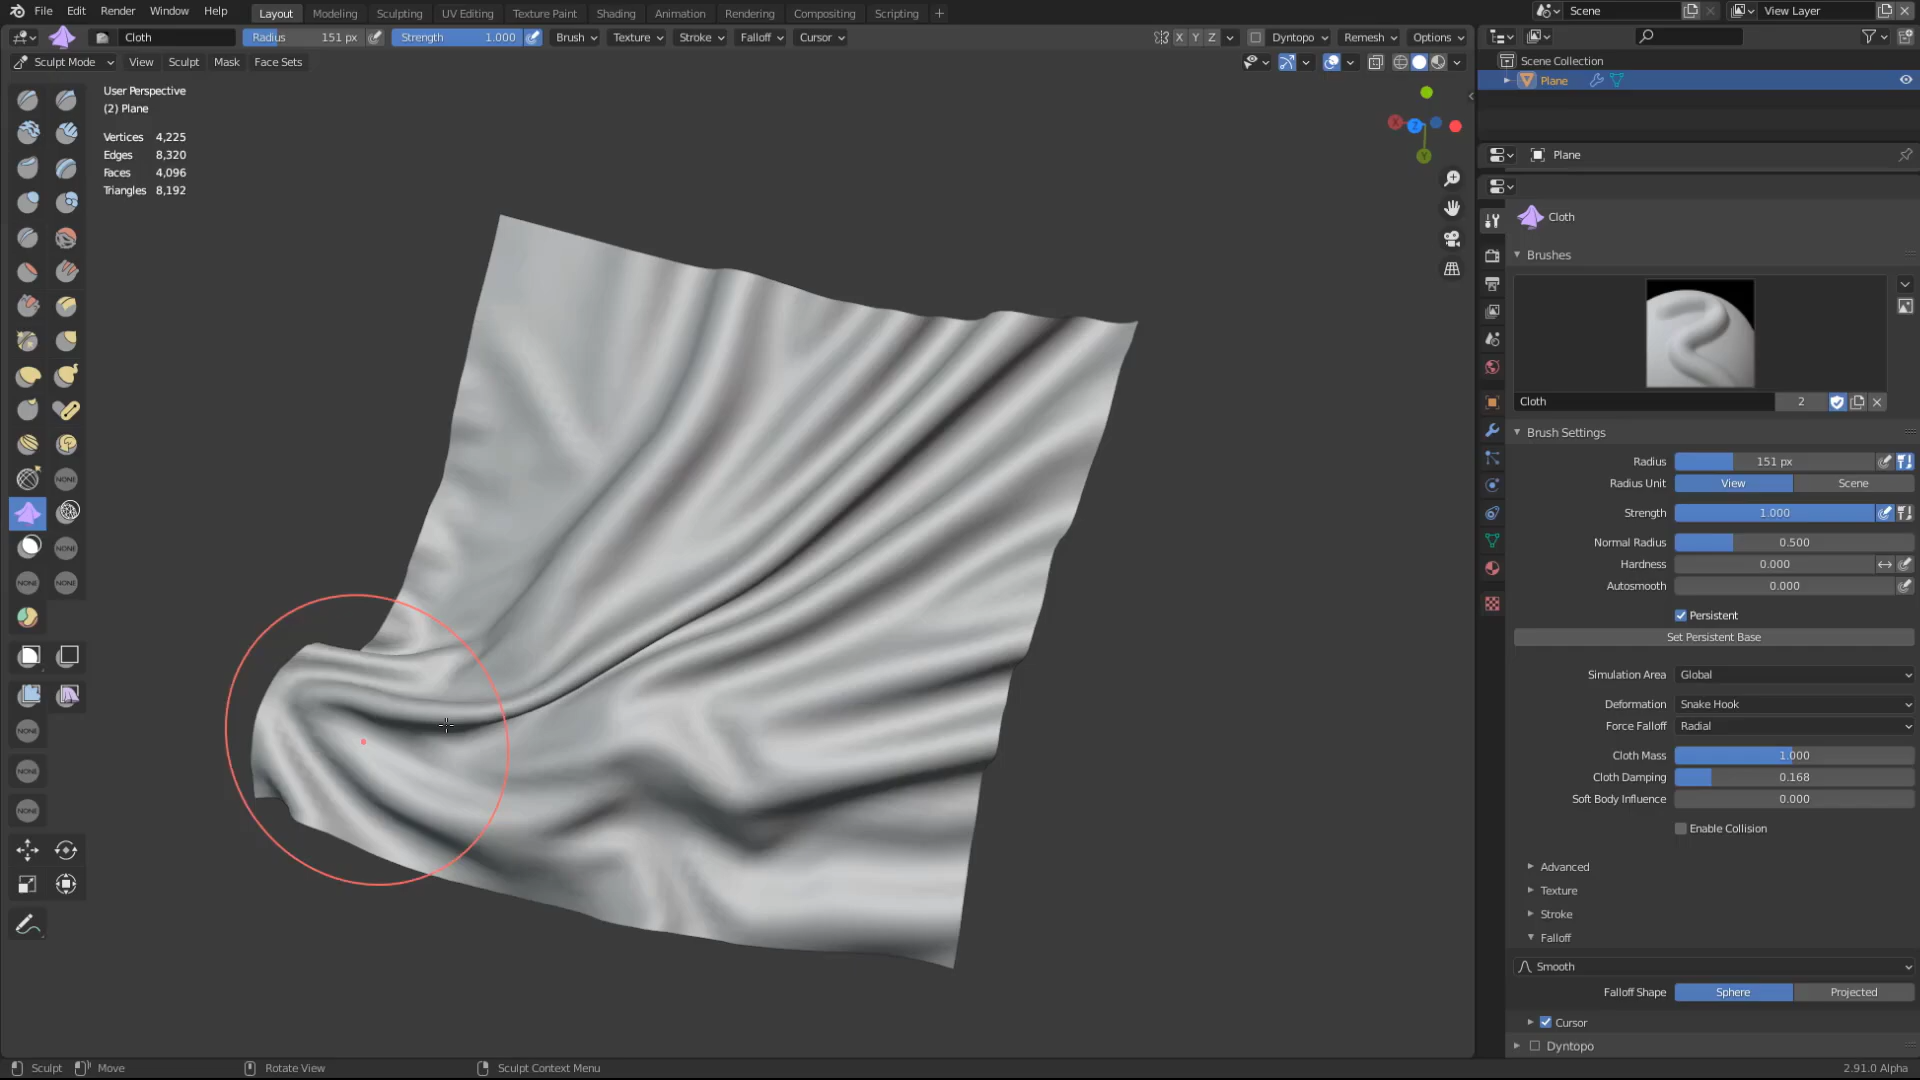 File Edit Render Window Help Layout Modeling Sculpting UV Editing Texture Paint Shading Animation Rendering Compositing Scripting + Scene View Layer
Cloth Radius 151 px Strength 1.000 Brush Texture Stroke Falloff Cursor X Y Z Dyntopo Remesh Options
Sculpt Mode View Sculpt Mask Face Sets
User Perspective
(2) Plane
Vertices 4,225
Edges 8,320
Faces 4,096
Triangles 8,192
X
Z
Y
NONE
NONE
NONE NONE
NONE
NONE
NONE
Scene Collection
Plane
Plane
Cloth
Brushes
Cloth 2
Brush Settings
Radius 151 px
Radius Unit View Scene
Strength 1.000
Normal Radius 0.500
Hardness 0.000
Autosmooth 0.000
Persistent
Set Persistent Base
Simulation Area Global
Deformation Snake Hook
Force Falloff Radial
Cloth Mass 1.000
Cloth Damping 0.168
Soft Body Influence 0.000
Enable Collision
Advanced
Texture
Stroke
Falloff
Smooth
Falloff Shape Sphere Projected
Cursor
Dyntopo
Sculpt Move Rotate View Sculpt Context Menu 2.91.0 Alpha